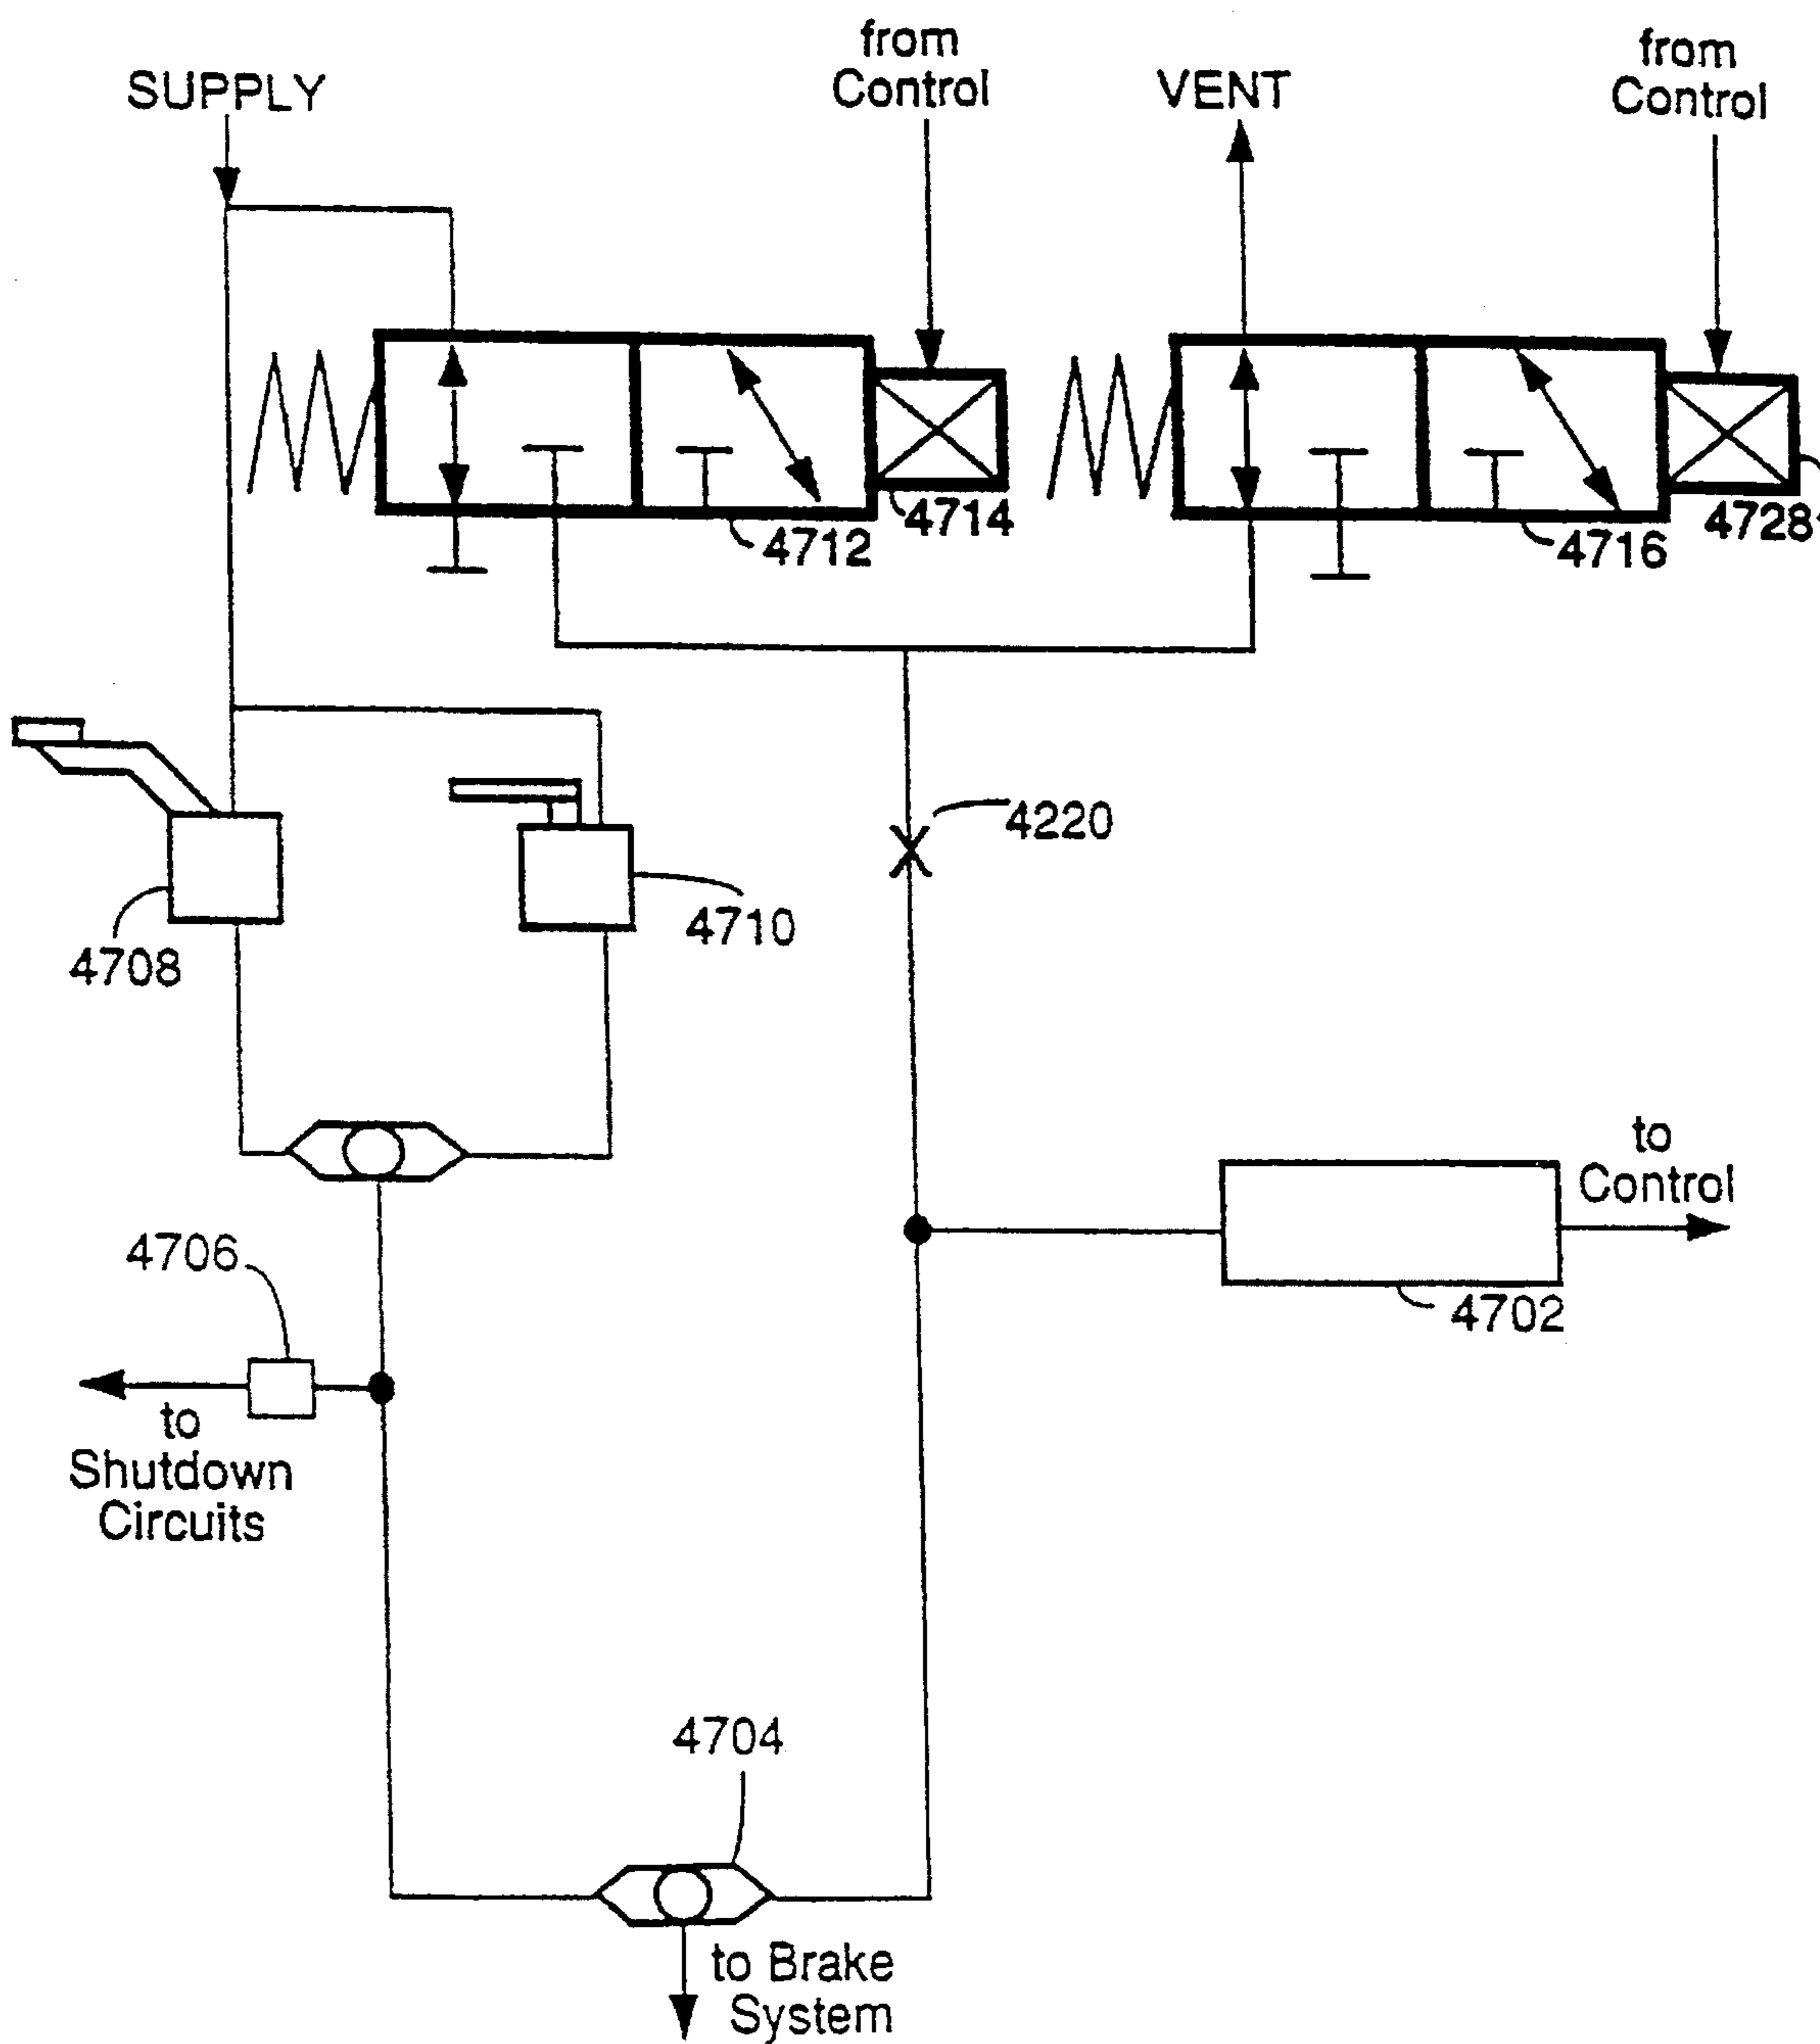 from
Control
from
Control
SUPPLY
VENT
4714
4712
4716
4728
4220
4708
4710
to
Control
4706
4702
to
Shutdown
Circuits
4704
to Brake
System